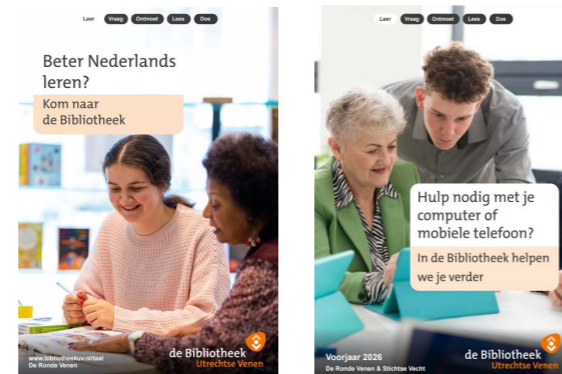 Leer Vraag Ontmoet Lees Doe
Beter Nederlands
leren?
Kom naar
de Bibliotheek
www.bibliotheekuv.nl/taal
De Ronde Venen
de Bibliotheek
Utrechtse Venen
Leer Vraag Ontmoet Lees Doe
Hulp nodig met je
computer of
mobiele telefoon?
In de Bibliotheek helpen
we je verder
Voorjaar 2026
De Ronde Venen & Stichtse Vecht
de Bibliotheek
Utrechtse Venen